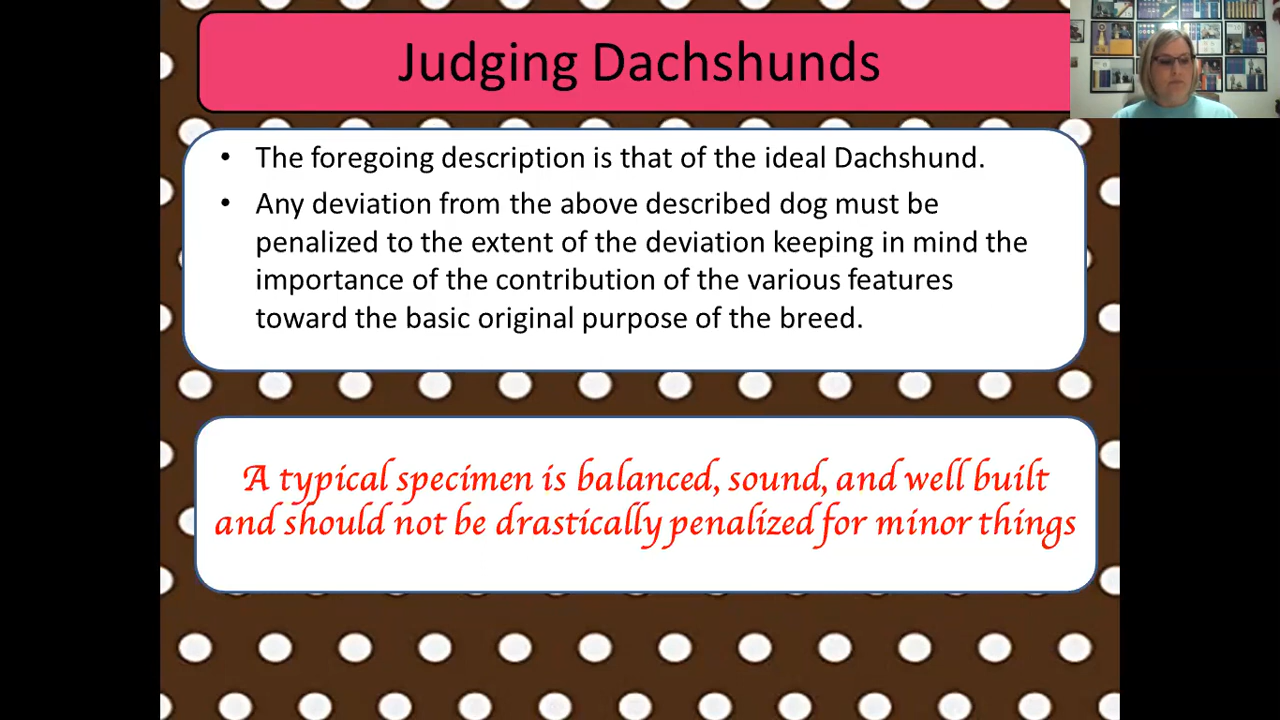 Judging Dachshunds
• The foregoing description is that of the ideal Dachshund.
• Any deviation from the above described dog must be
penalized to the extent of the deviation keeping in mind the
importance of the contribution of the various features
toward the basic original purpose of the breed.
A typical specimen is balanced, sound, and well built
and should not be drastically penalized for minor things